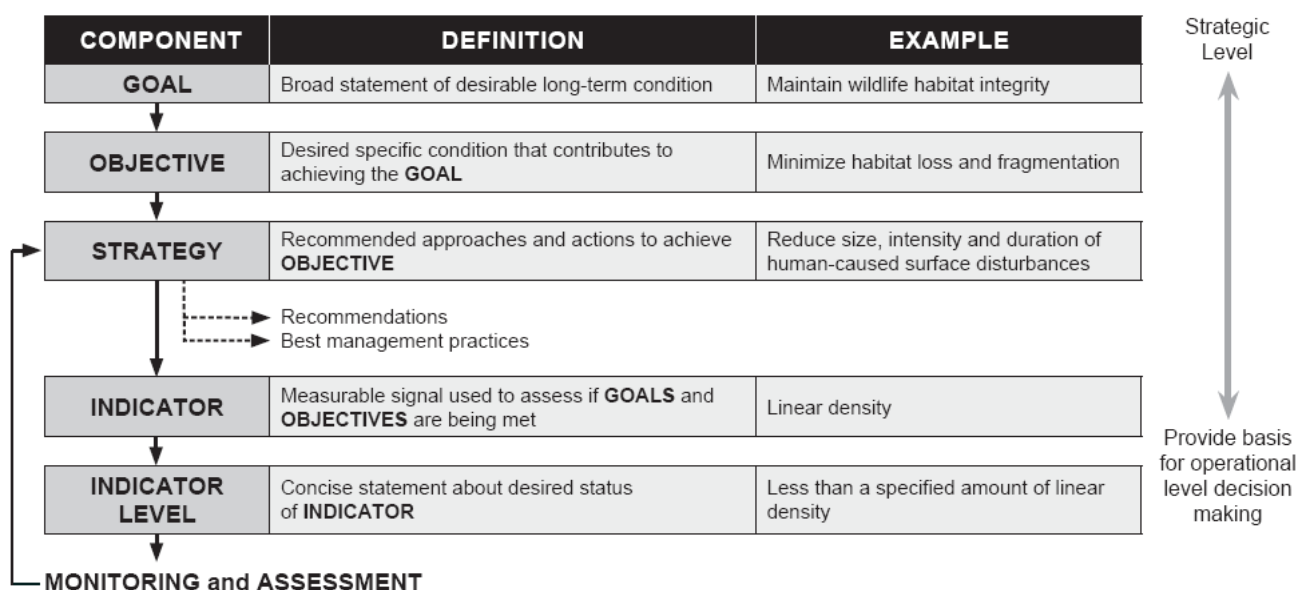 COMPONENT DEFINITION EXAMPLE
Strategic
Level
GOAL Broad statement of desirable long-term condition Maintain wildlife habitat integrity
OBJECTIVE
Desired specific condition that contributes to
achieving the GOAL
Minimize habitat loss and fragmentation
STRATEGY
Recommended approaches and actions to achieve
OBJECTIVE
Reduce size, intensity and duration of
human-caused surface disturbances
Recommendations
Best management practices
INDICATOR
Measurable signal used to assess if GOALS and
OBJECTIVES are being met
Linear density
INDICATOR
LEVEL
Concise statement about desired status
of INDICATOR
Less than a specified amount of linear
density
Provide basis
for operational
level decision
making
MONITORING and ASSESSMENT